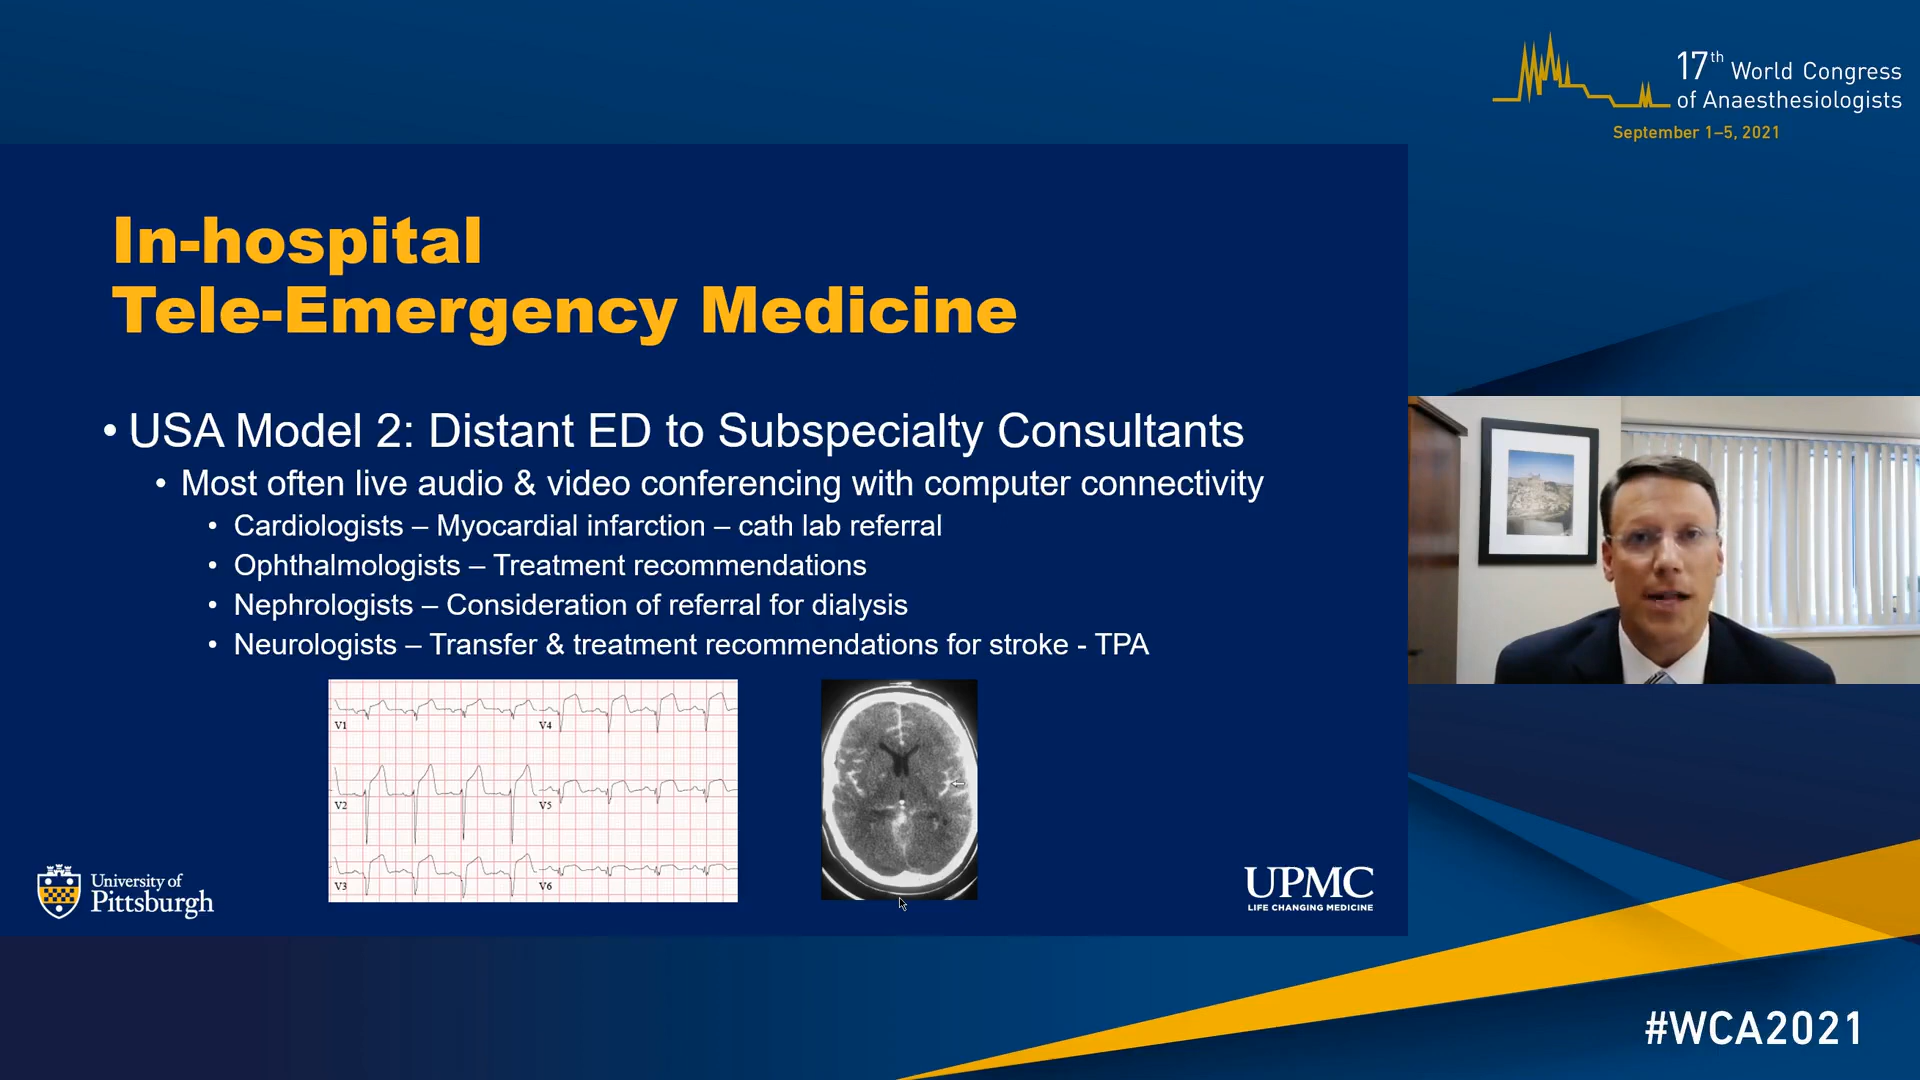 17th World Congress
of Anaesthesiologists
September 1–5, 2021
In-hospital
Tele-Emergency Medicine
• USA Model 2: Distant ED to Subspecialty Consultants
• Most often live audio & video conferencing with computer connectivity
• Cardiologists – Myocardial infarction – cath lab referral
• Ophthalmologists – Treatment recommendations
• Nephrologists – Consideration of referral for dialysis
• Neurologists – Transfer & treatment recommendations for stroke - TPA
V1 V4
V2 V5
V3 V6
University of
Pittsburgh
UPMC
LIFE CHANGING MEDICINE
#WCA2021